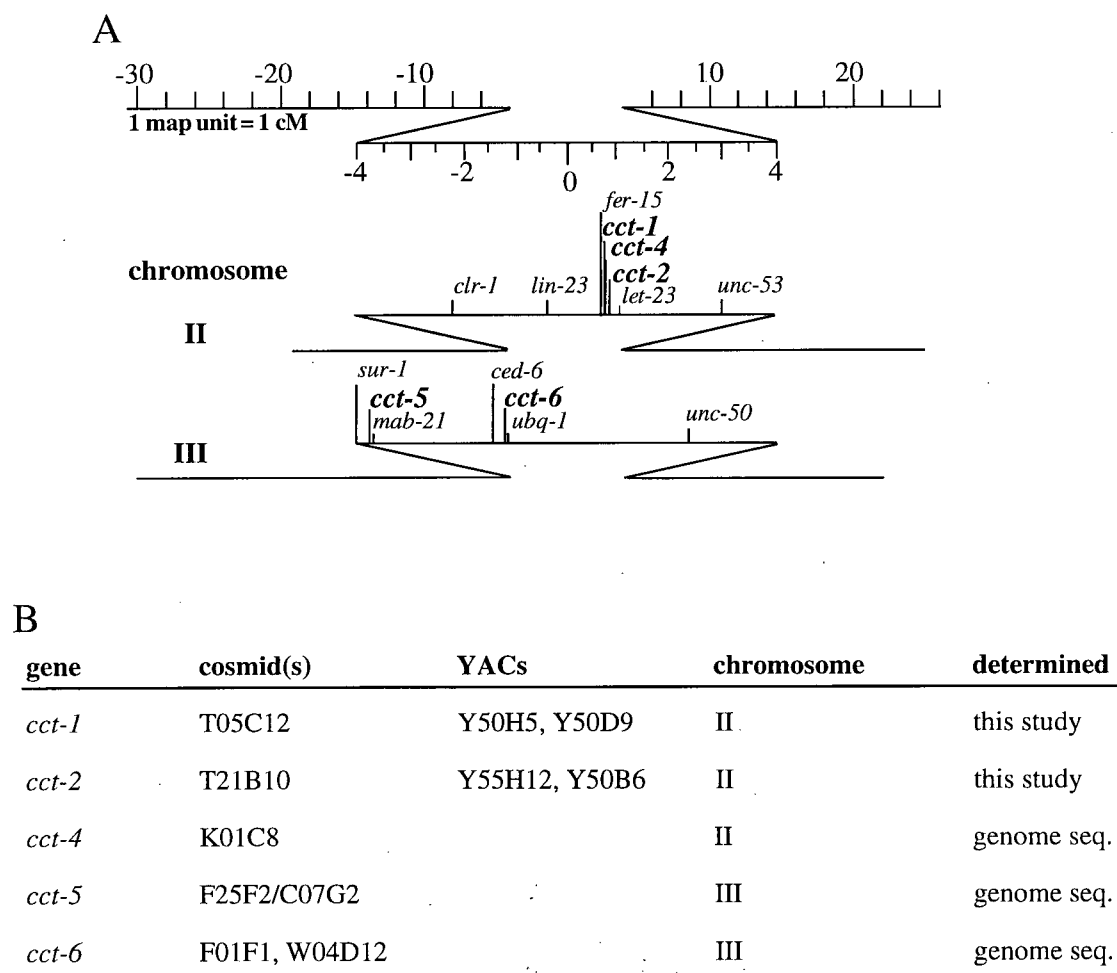 A
-30 -20 -10 10 20
1 map unit = 1 cM
-4 -2 0 2 4
fer-15
cct-1
cct-4
chromosome cct-2
clr-1 lin-23 let-23 unc-53
II
sur-1 ced-6
cct-5 cct-6
mab-21 ubq-1 unc-50
III
B
gene cosmid(s) YACs chromosome determined
cct-1 T05C12 Y50H5, Y50D9 II this study
cct-2 T21B10 Y55H12, Y50B6 II this study
cct-4 K01C8 II genome seq.
cct-5 F25F2/C07G2 III genome seq.
cct-6 F01F1, W04D12 III genome seq.